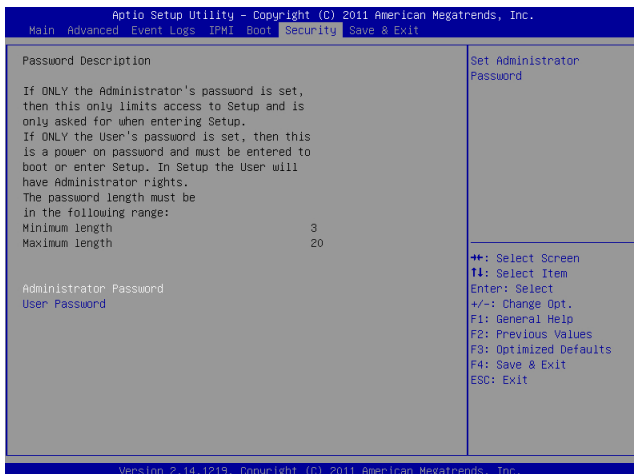 Aptio Setup Utility – Copyright (C) 2011 American Megatrends, Inc.
Main Advanced Event Logs IPMI Boot Security Save & Exit
Password Description
If ONLY the Administrator's password is set,
then this only limits access to Setup and is
only asked for when entering Setup.
If ONLY the User's password is set, then this
is a power on password and must be entered to
boot or enter Setup. In Setup the User will
have Administrator rights.
The password length must be
in the following range:
Minimum length 3
Maximum length 20
Administrator Password
User Password
Set Administrator
Password
→←: Select Screen
↑↓: Select Item
Enter: Select
+/-: Change Opt.
F1: General Help
F2: Previous Values
F3: Optimized Defaults
F4: Save & Exit
ESC: Exit
Version 2.14.1219. Copyright (C) 2011 American Megatrends, Inc.